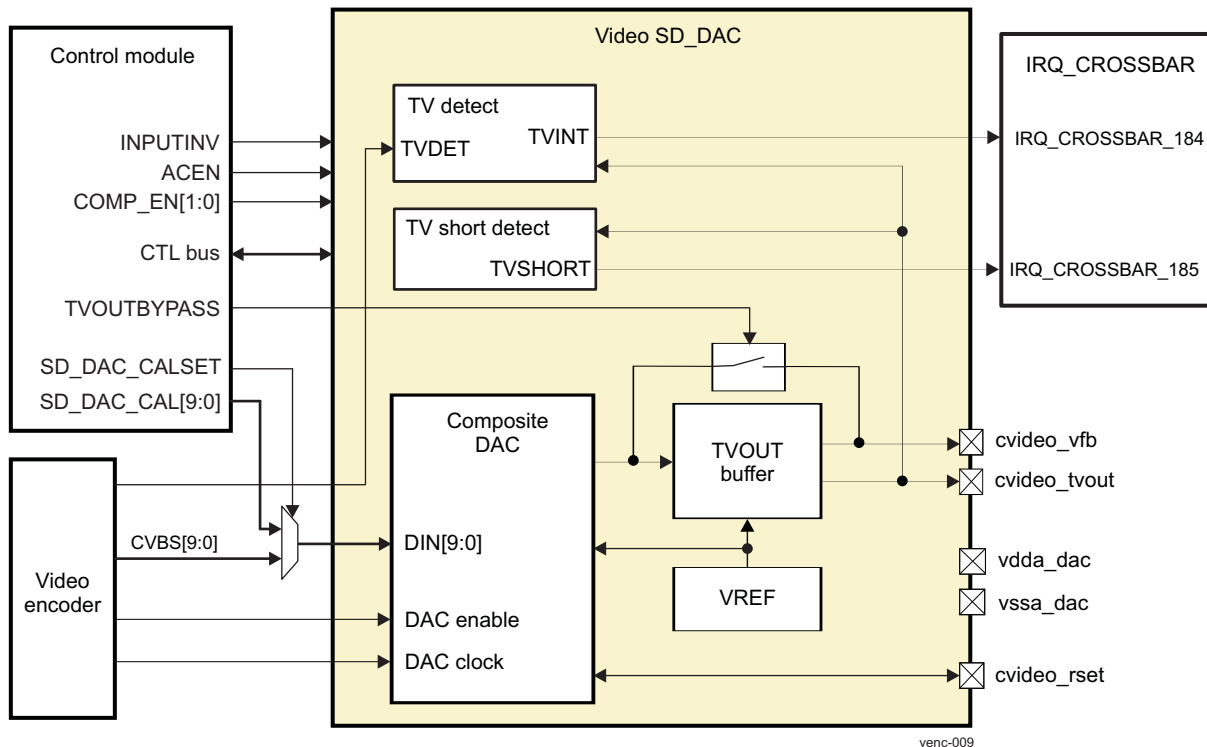 Video SD_DAC
Control module
IRQ_CROSSBAR
TV detect
TVDET
TVINT
IRQ_CROSSBAR_184
INPUTINV
ACEN
COMP_EN[1:0]
CTL bus
TV short detect
TVSHORT
IRQ_CROSSBAR_185
TVOUTBYPASS
SD_DAC_CALSET
SD_DAC_CAL[9:0]
Composite
DAC
TVOUT
buffer
cvideo_vfb
cvideo_tvout
CVBS[9:0]
DIN[9:0]
Video
encoder
VREF
vdda_dac
vssa_dac
DAC enable
DAC clock
cvideo_rset
venc-009